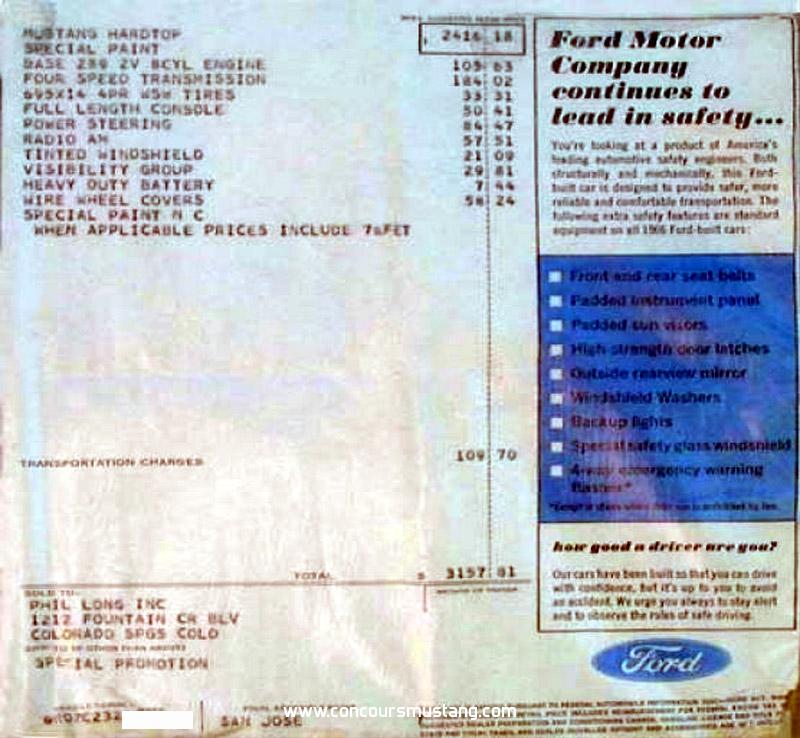 MUSTANG HARDTOP 2416 18
SPECIAL PAINT
BASE 289 2V 8CYL ENGINE 105 63
FOUR SPEED TRANSMISSION 184 02
695X14 4PR WSW TIRES 33 31
FULL LENGTH CONSOLE 50 41
POWER STEERING 84 47
RADIO AM 57 51
TINTED WINDSHIELD 21 09
VISIBILITY GROUP 29 81
HEAVY DUTY BATTERY 7 44
WIRE WHEEL COVERS 58 24
SPECIAL PAINT N C
WHEN APPLICABLE PRICES INCLUDE 7%FET
TRANSPORTATION CHARGES 109 70
TOTAL $ 3157 81
SOLD TO
PHIL LONG INC
1212 FOUNTAIN CR BLV
COLORADO SPGS COLO
SPECIAL PROMOTION
SAN JOSE
Ford Motor
Company
continues to
lead in safety...
You're looking at a product of America's
leading automotive safety engineers. Both
structurally and mechanically, this Ford-
built car is designed to provide safer, more
reliable and comfortable transportation. The
following extra safety features are standard
equipment on all 1966 Ford-built cars:
Front and rear seat belts
Padded instrument panel
Padded sun visors
High-strength door latches
Outside rearview mirror
Windshield Washers
Backup lights
Special safety glass windshield
4-way emergency warning
flasher*
how good a driver are you?
Our cars have been built so that you can drive
with confidence, but it's up to you to avoid
an accident. We urge you always to stay alert
and to observe the rules of safe driving.
Ford
www.concoursmustang.com